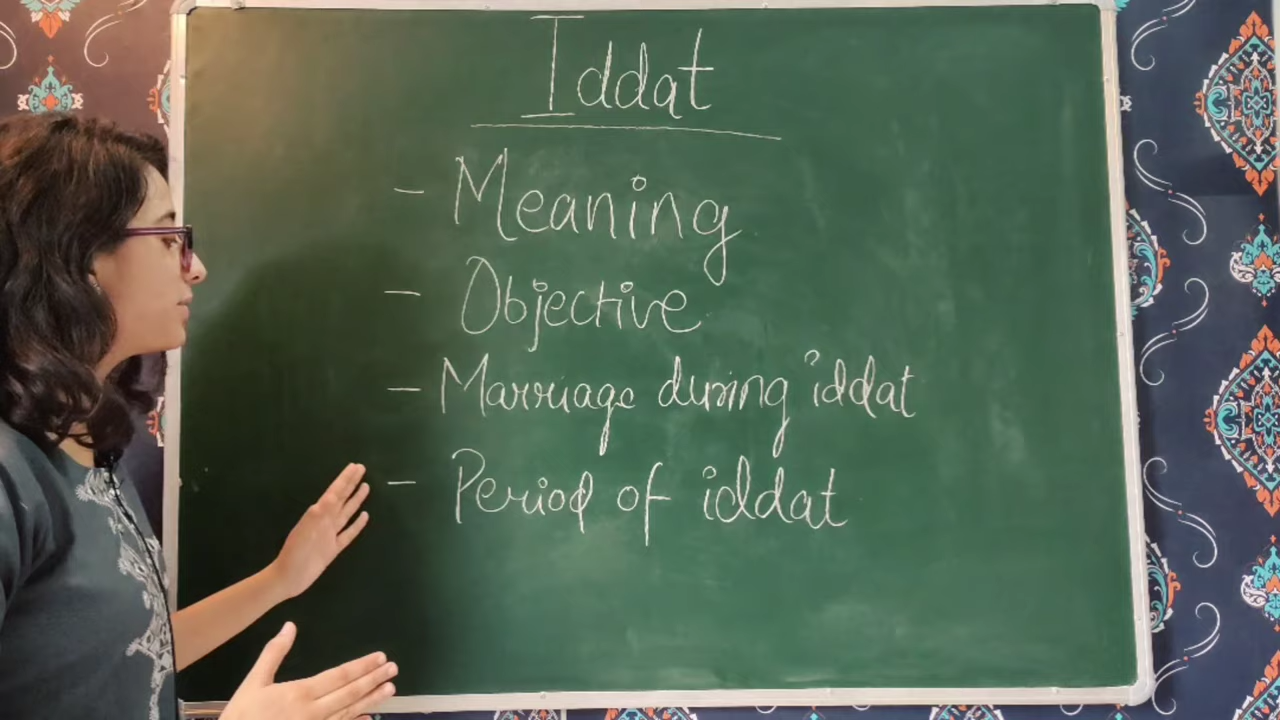 Iddat
- Meaning
- Objective
- Marriage during iddat
- Period of iddat